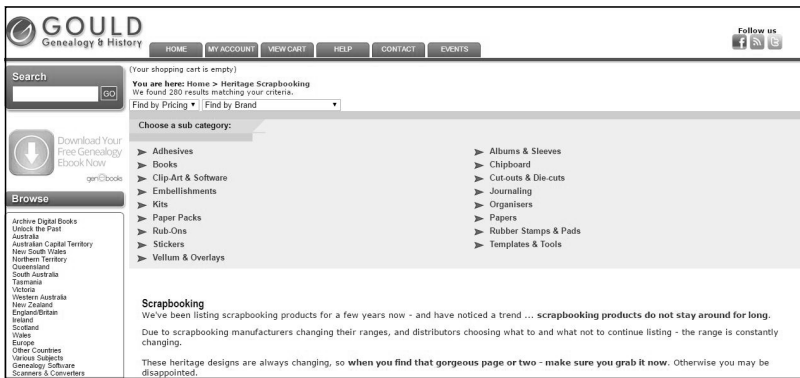 GOULD
Genealogy & History
HOME
MY ACCOUNT
VIEW CART
HELP
CONTACT
EVENTS
Follow us
Search
GO
Download Your
Free Genealogy
Ebook Now
gen ebooks
Browse
Archive Digital Books
Unlock the Past
Australia
Australian Capital Territory
New South Wales
Northern Territory
Queensland
South Australia
Tasmania
Victoria
Western Australia
New Zealand
England/Britain
Ireland
Scotland
Wales
Europe
Other Countries
Various Subjects
Genealogy Software
Scanners & Converters
(Your shopping cart is empty)
You are here: Home > Heritage Scrapbooking
We found 280 results matching your criteria.
Find by Pricing
Find by Brand
Choose a sub category:
Adhesives
Books
Clip-Art & Software
Embellishments
Kits
Paper Packs
Rub-Ons
Stickers
Vellum & Overlays
Albums & Sleeves
Chipboard
Cut-outs & Die-cuts
Journaling
Organisers
Papers
Rubber Stamps & Pads
Templates & Tools
Scrapbooking
We've been listing scrapbooking products for a few years now - and have noticed a trend ... scrapbooking products do not stay around for long.
Due to scrapbooking manufacturers changing their ranges, and distributors choosing what to and what not to continue listing - the range is constantly
changing.
These heritage designs are always changing, so when you find that gorgeous page or two - make sure you grab it now. Otherwise you may be
disappointed.